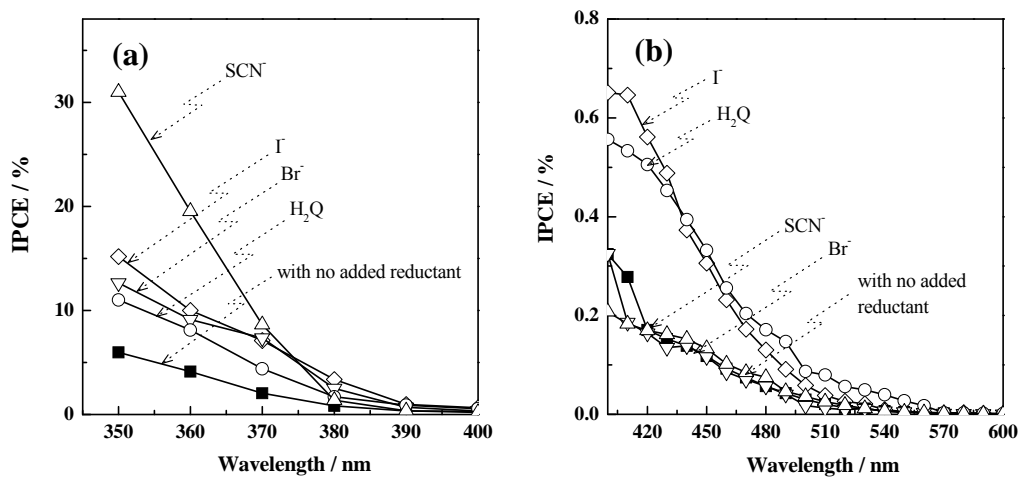 (a)
SCN⁻
I⁻
Br⁻
H₂Q
with no added reductant
IPCE / %
30
20
10
0
350 360 370 380 390 400
Wavelength / nm
(b)
I⁻
H₂Q
SCN⁻
Br⁻
with no added
reductant
IPCE / %
0.8
0.6
0.4
0.2
0.0
420 450 480 510 540 570 600
Wavelength / nm